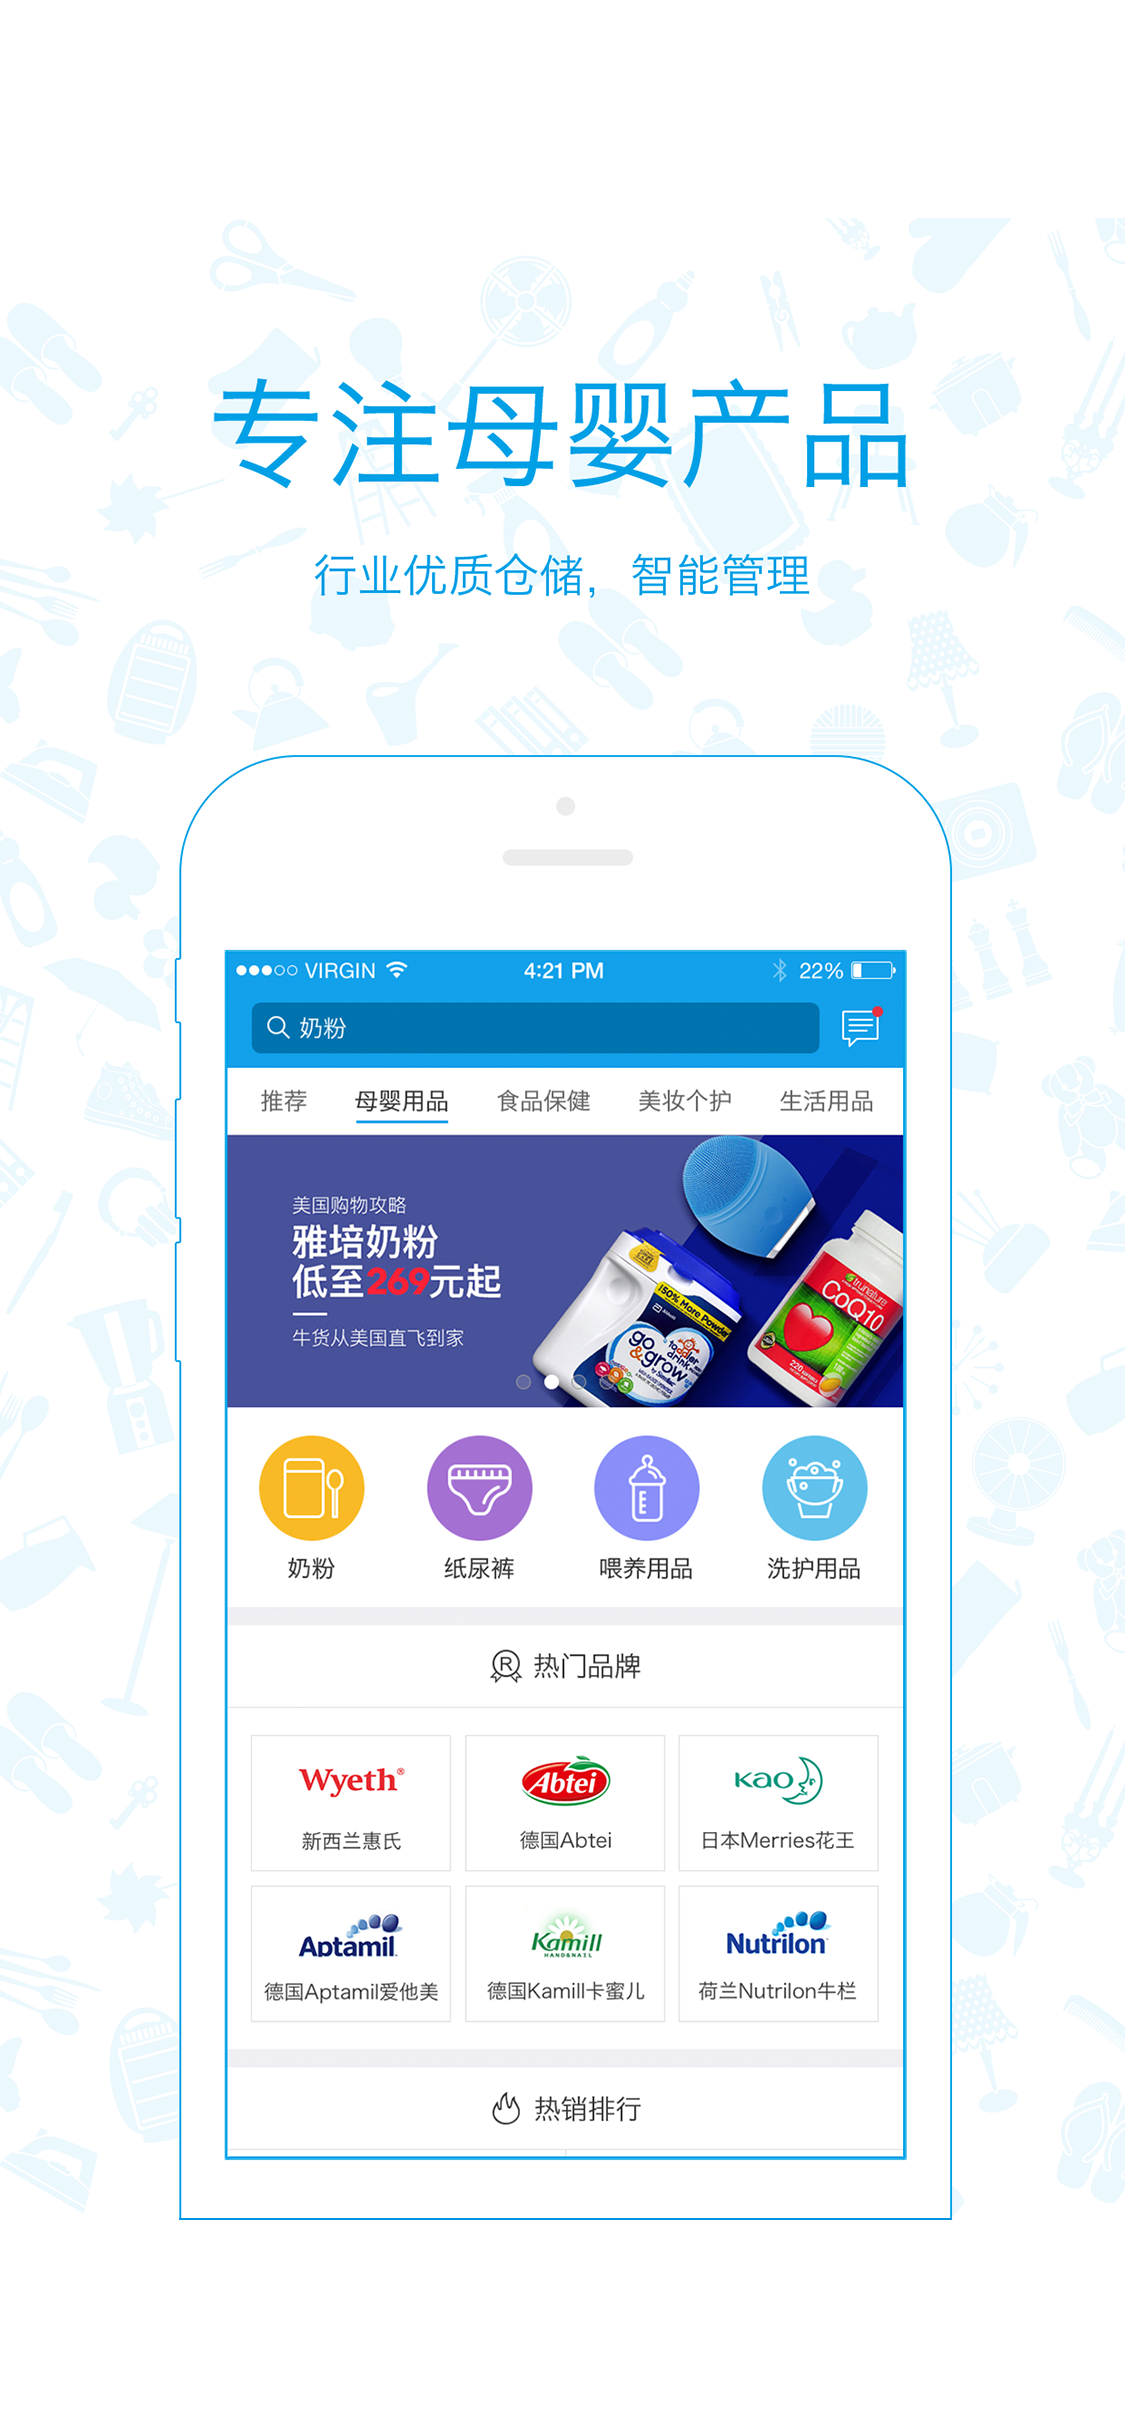 专注母婴产品
行业优质仓储，智能管理
VIRGIN 4:21 PM 22%
奶粉
推荐 母婴用品 食品保健 美妆个护 生活用品
美国购物攻略
雅培奶粉
低至269元起
牛货从美国直飞到家
150% More Powder
Abbott
go & grow
toddler drink
by Similac
trunature
CoQ10
奶粉 纸尿裤 喂养用品 洗护用品
R 热门品牌
Wyeth® Abtei KAO
新西兰惠氏 德国Abtei 日本Merries花王
Aptamil Kamill Nutrilon
HAND&NAIL
德国Aptamil爱他美 德国Kamill卡蜜儿 荷兰Nutrilon牛栏
热销排行